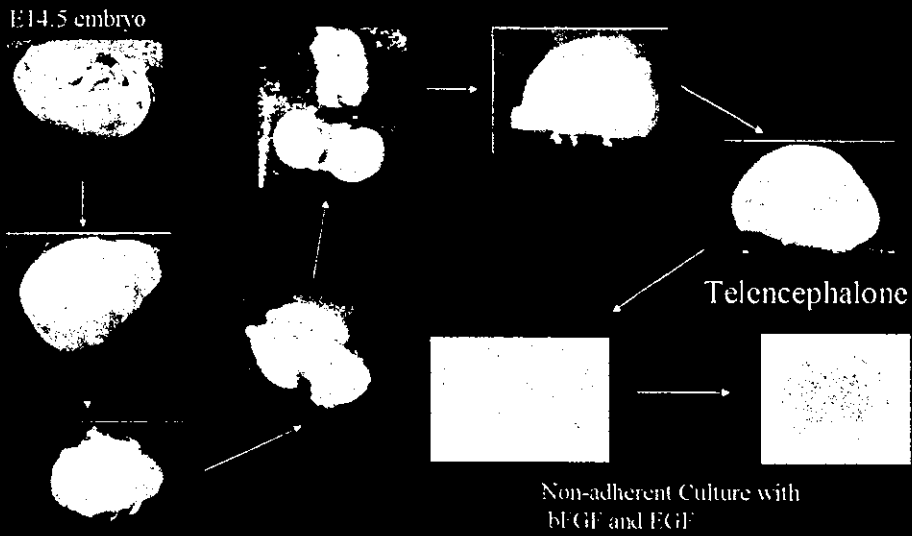 E14.5 embryo
Telencephalone
Non-adherent Culture with
bFGF and EGF